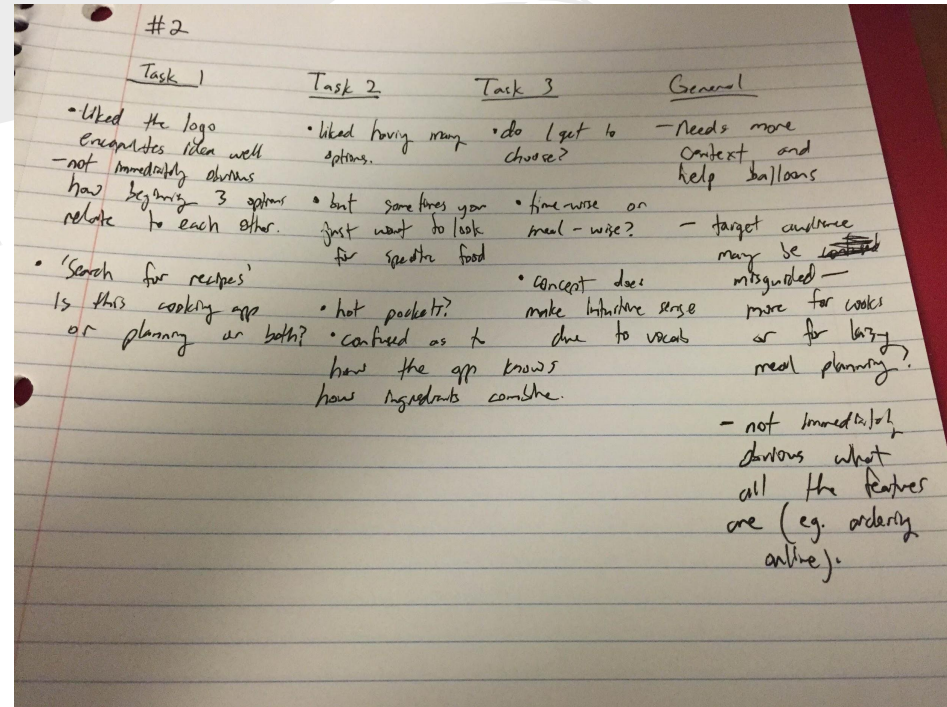 #2
Task 1
• Liked the logo
encapulates idea well
- not immediately obvious
how beginning 3 options
relate to each other.
• 'Search for recipes'
Is this cooking app
or planning or both?
Task 2
• liked having many
options.
• but sometimes you
just want to look
for specific food
• hot pockets?
• confused as to
how the app knows
how ingredients combine.
Task 3
• do I get to
choose?
• time-wise or
meal-wise?
• concept does
make intuitive sense
due to vocab
General
- Needs more
context and
help balloons
- target audience
may be
misguided -
more for cooks
or for lazy
meal planning?
- not immediately
obvious what
all the features
are (eg. ordering
online).